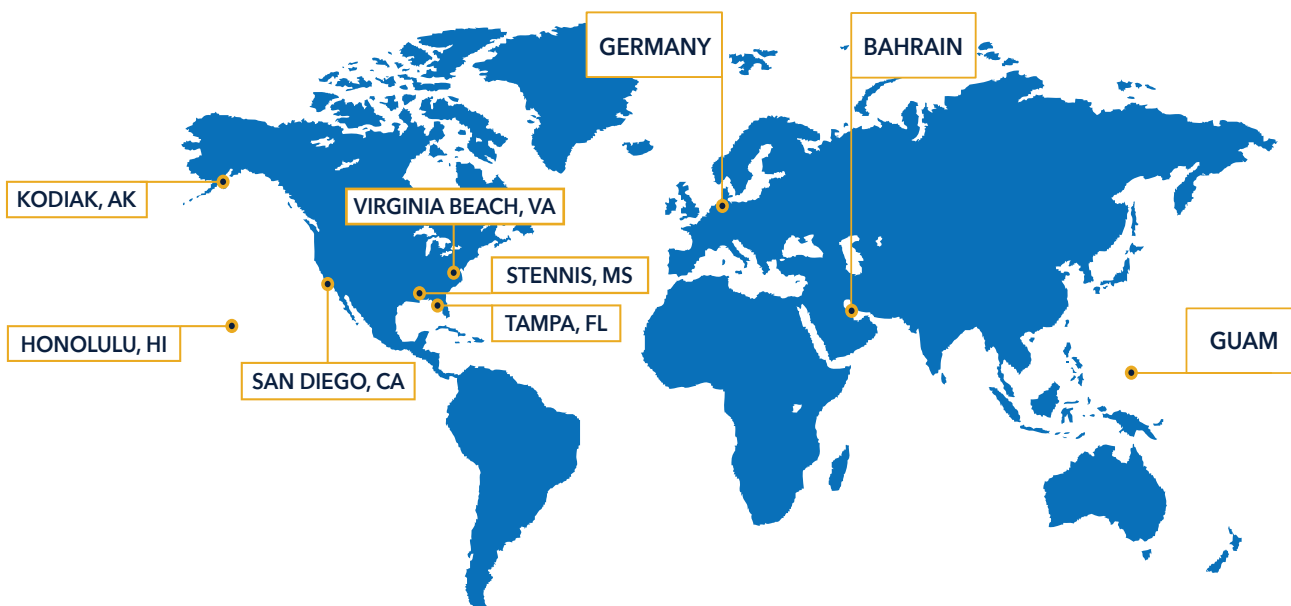 GERMANY
BAHRAIN
KODIAK, AK
VIRGINIA BEACH, VA
STENNIS, MS
TAMPA, FL
HONOLULU, HI
GUAM
SAN DIEGO, CA